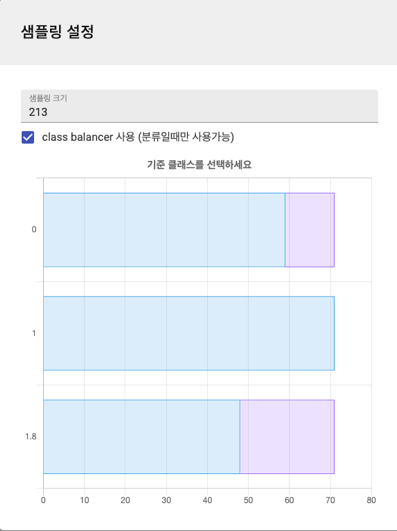 샘플링 설정
샘플링 크기
213
class balancer 사용 (분류일때만 사용가능)
기준 클래스를 선택하세요
0
1
1.8
0 10 20 30 40 50 60 70 80